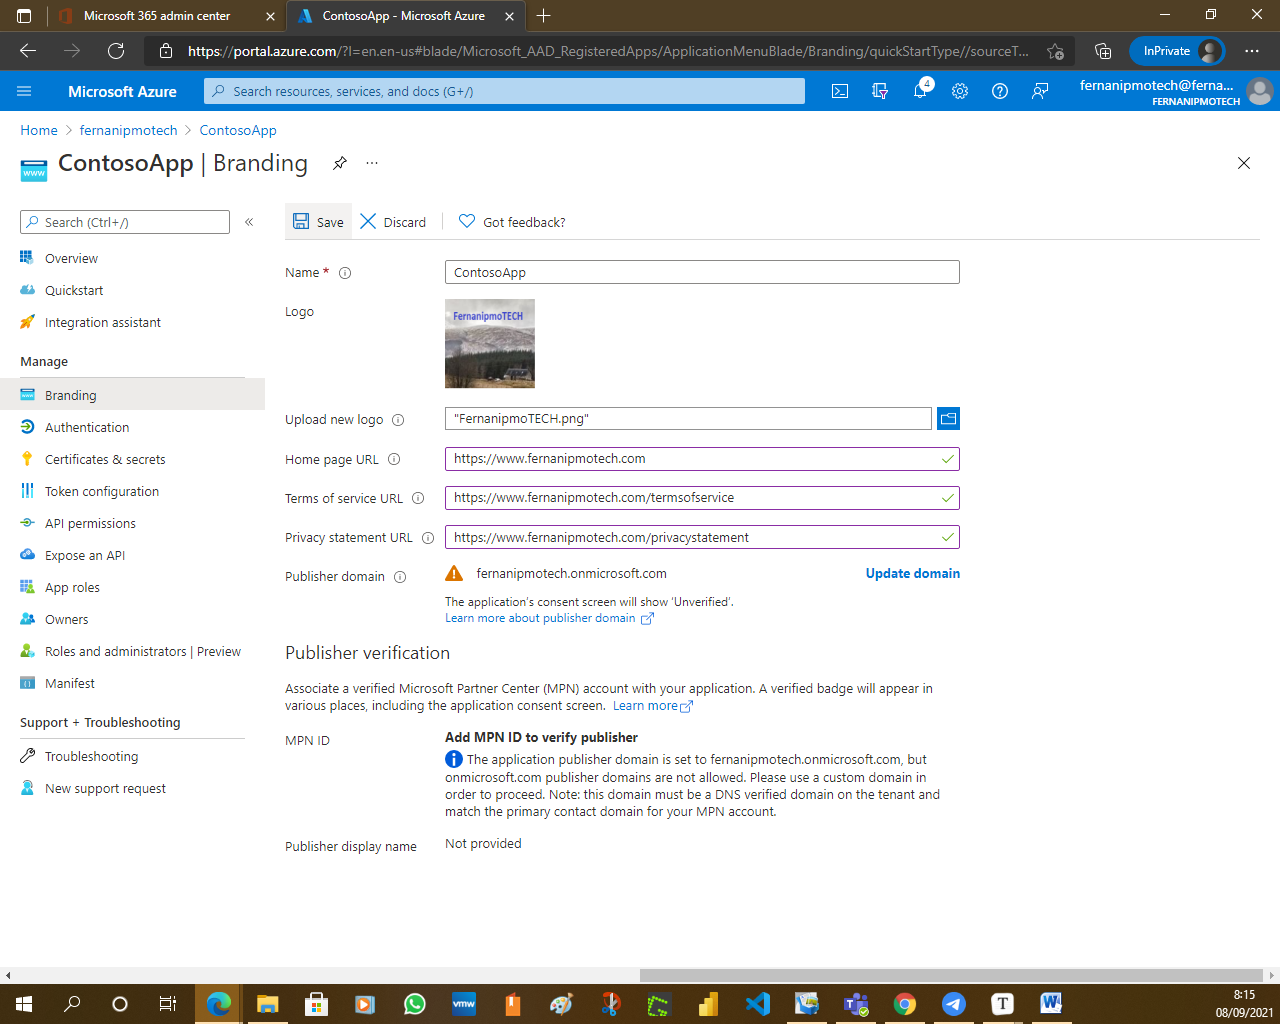 Microsoft 365 admin center
ContosoApp - Microsoft Azure
https://portal.azure.com/?l=en.en-us#blade/Microsoft_AAD_RegisteredApps/ApplicationMenuBlade/Branding/quickStartType//sourceT...
InPrivate
Microsoft Azure
Search resources, services, and docs (G+/)
4
fernanipmotech@ferna...
FERNANIPMOTECH
Home > fernanipmotech > ContosoApp
www
ContosoApp | Branding
Search (Ctrl+/)
Save
Discard
Got feedback?
Overview
Quickstart
Integration assistant
Manage
Branding
Authentication
Certificates & secrets
Token configuration
API permissions
Expose an API
App roles
Owners
Roles and administrators | Preview
Manifest
Support + Troubleshooting
Troubleshooting
New support request
Name * ContosoApp
Logo
FernanipmoTECH
Upload new logo "FernanipmoTECH.png"
Home page URL https://www.fernanipmotech.com
Terms of service URL https://www.fernanipmotech.com/termsofservice
Privacy statement URL https://www.fernanipmotech.com/privacystatement
Publisher domain fernanipmotech.onmicrosoft.com Update domain
The application's consent screen will show 'Unverified'.
Learn more about publisher domain
Publisher verification
Associate a verified Microsoft Partner Center (MPN) account with your application. A verified badge will appear in
various places, including the application consent screen. Learn more
MPN ID Add MPN ID to verify publisher
The application publisher domain is set to fernanipmotech.onmicrosoft.com, but
onmicrosoft.com publisher domains are not allowed. Please use a custom domain in
order to proceed. Note: this domain must be a DNS verified domain on the tenant and
match the primary contact domain for your MPN account.
Publisher display name Not provided
vmw
T
W
8:15
08/09/2021